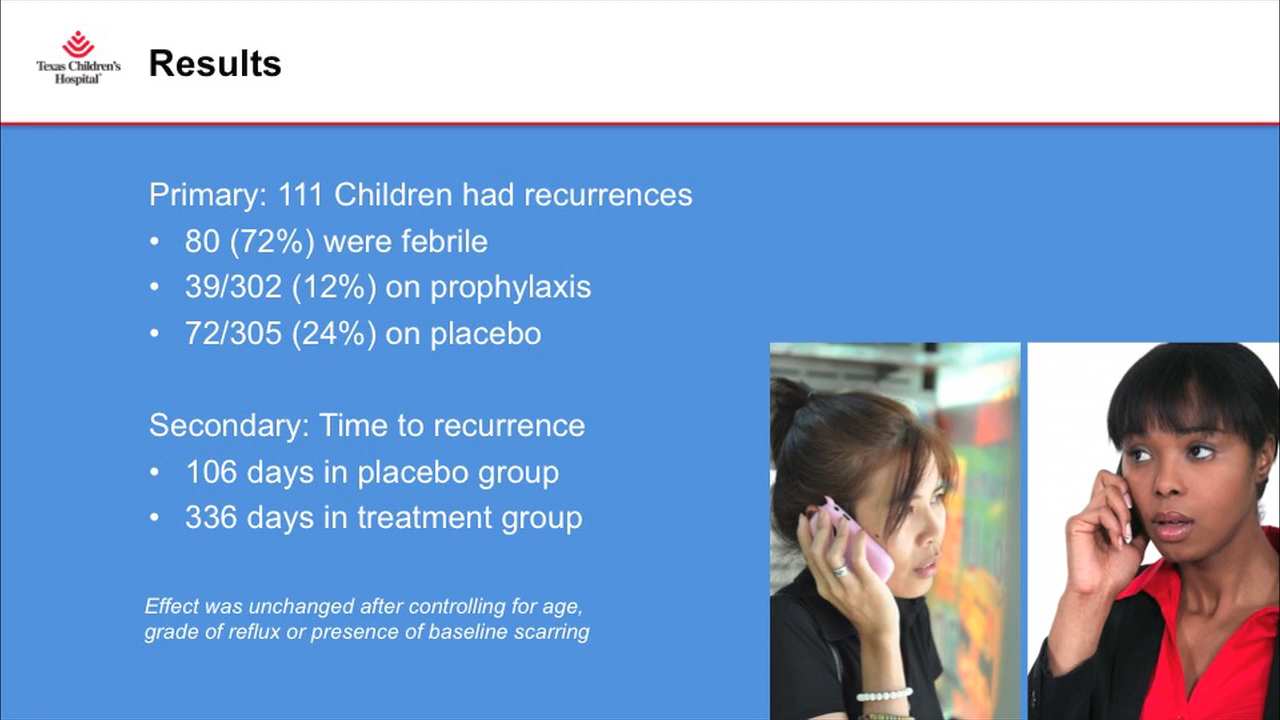 Texas Children's
Hospital
Results
Primary: 111 Children had recurrences
• 80 (72%) were febrile
• 39/302 (12%) on prophylaxis
• 72/305 (24%) on placebo
Secondary: Time to recurrence
• 106 days in placebo group
• 336 days in treatment group
Effect was unchanged after controlling for age,
grade of reflux or presence of baseline scarring